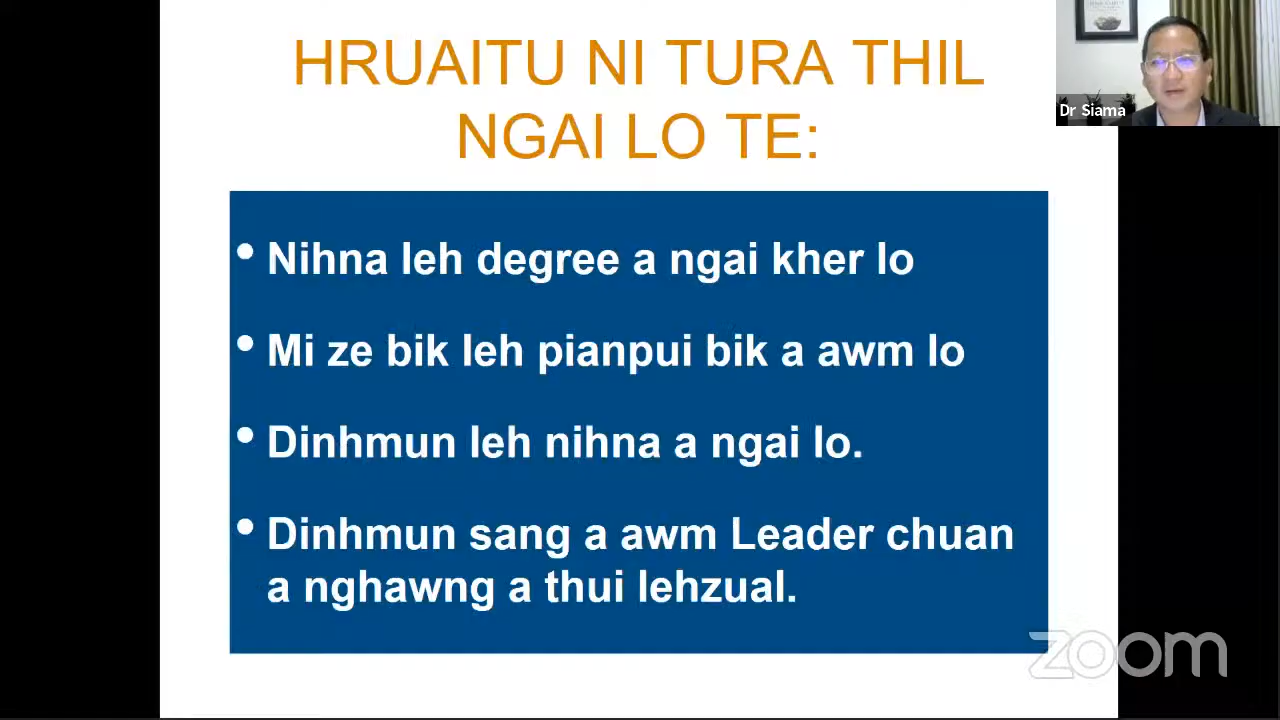 HRUAITU NI TURA THIL
NGAI LO TE:
Dr Siama
• Nihna leh degree a ngai kher lo
• Mi ze bik leh pianpui bik a awm lo
• Dinhmun leh nihna a ngai lo.
• Dinhmun sang a awm Leader chuan
a nghawng a thui lehzual.
zoom